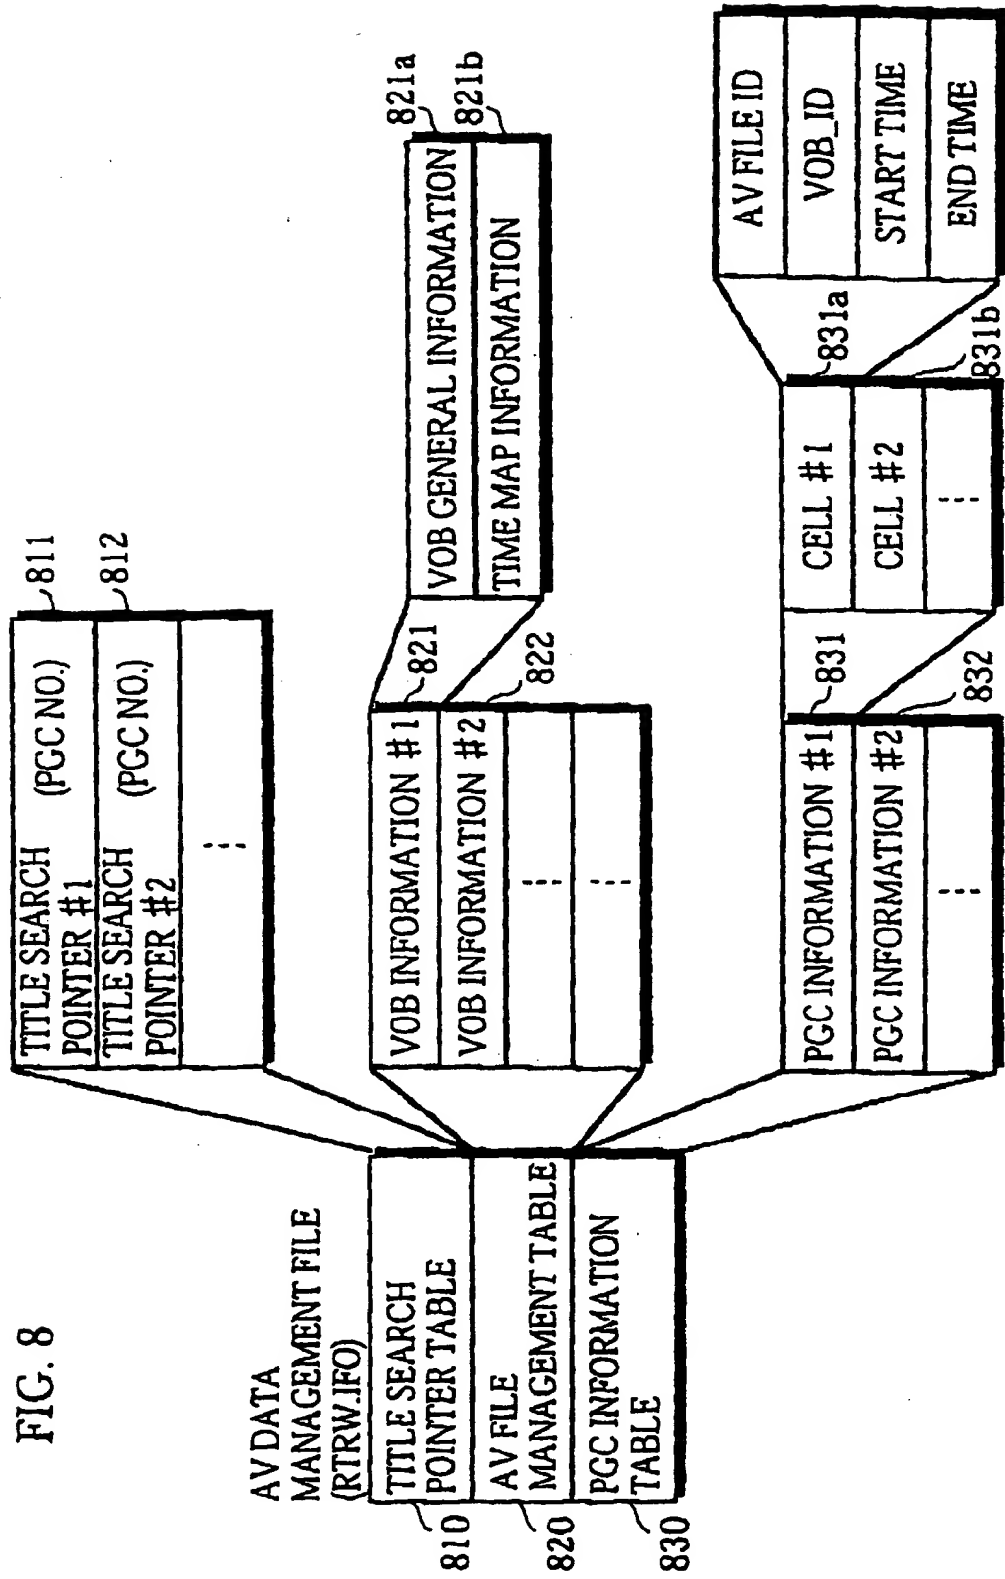 FIG. 8
AV DATA
MANAGEMENT FILE
(RTRW.IFO)
TITLE SEARCH
POINTER TABLE
AV FILE
MANAGEMENT TABLE
PGC INFORMATION
TABLE
810
820
830
TITLE SEARCH (PGC NO.)
POINTER #1
TITLE SEARCH (PGC NO.)
POINTER #2
811
812
VOB INFORMATION #1
VOB INFORMATION #2
821
822
VOB GENERAL INFORMATION
TIME MAP INFORMATION
821a
821b
PGC INFORMATION #1
PGC INFORMATION #2
831
832
CELL #1
CELL #2
831a
831b
AV FILE ID
VOB_ID
START TIME
END TIME